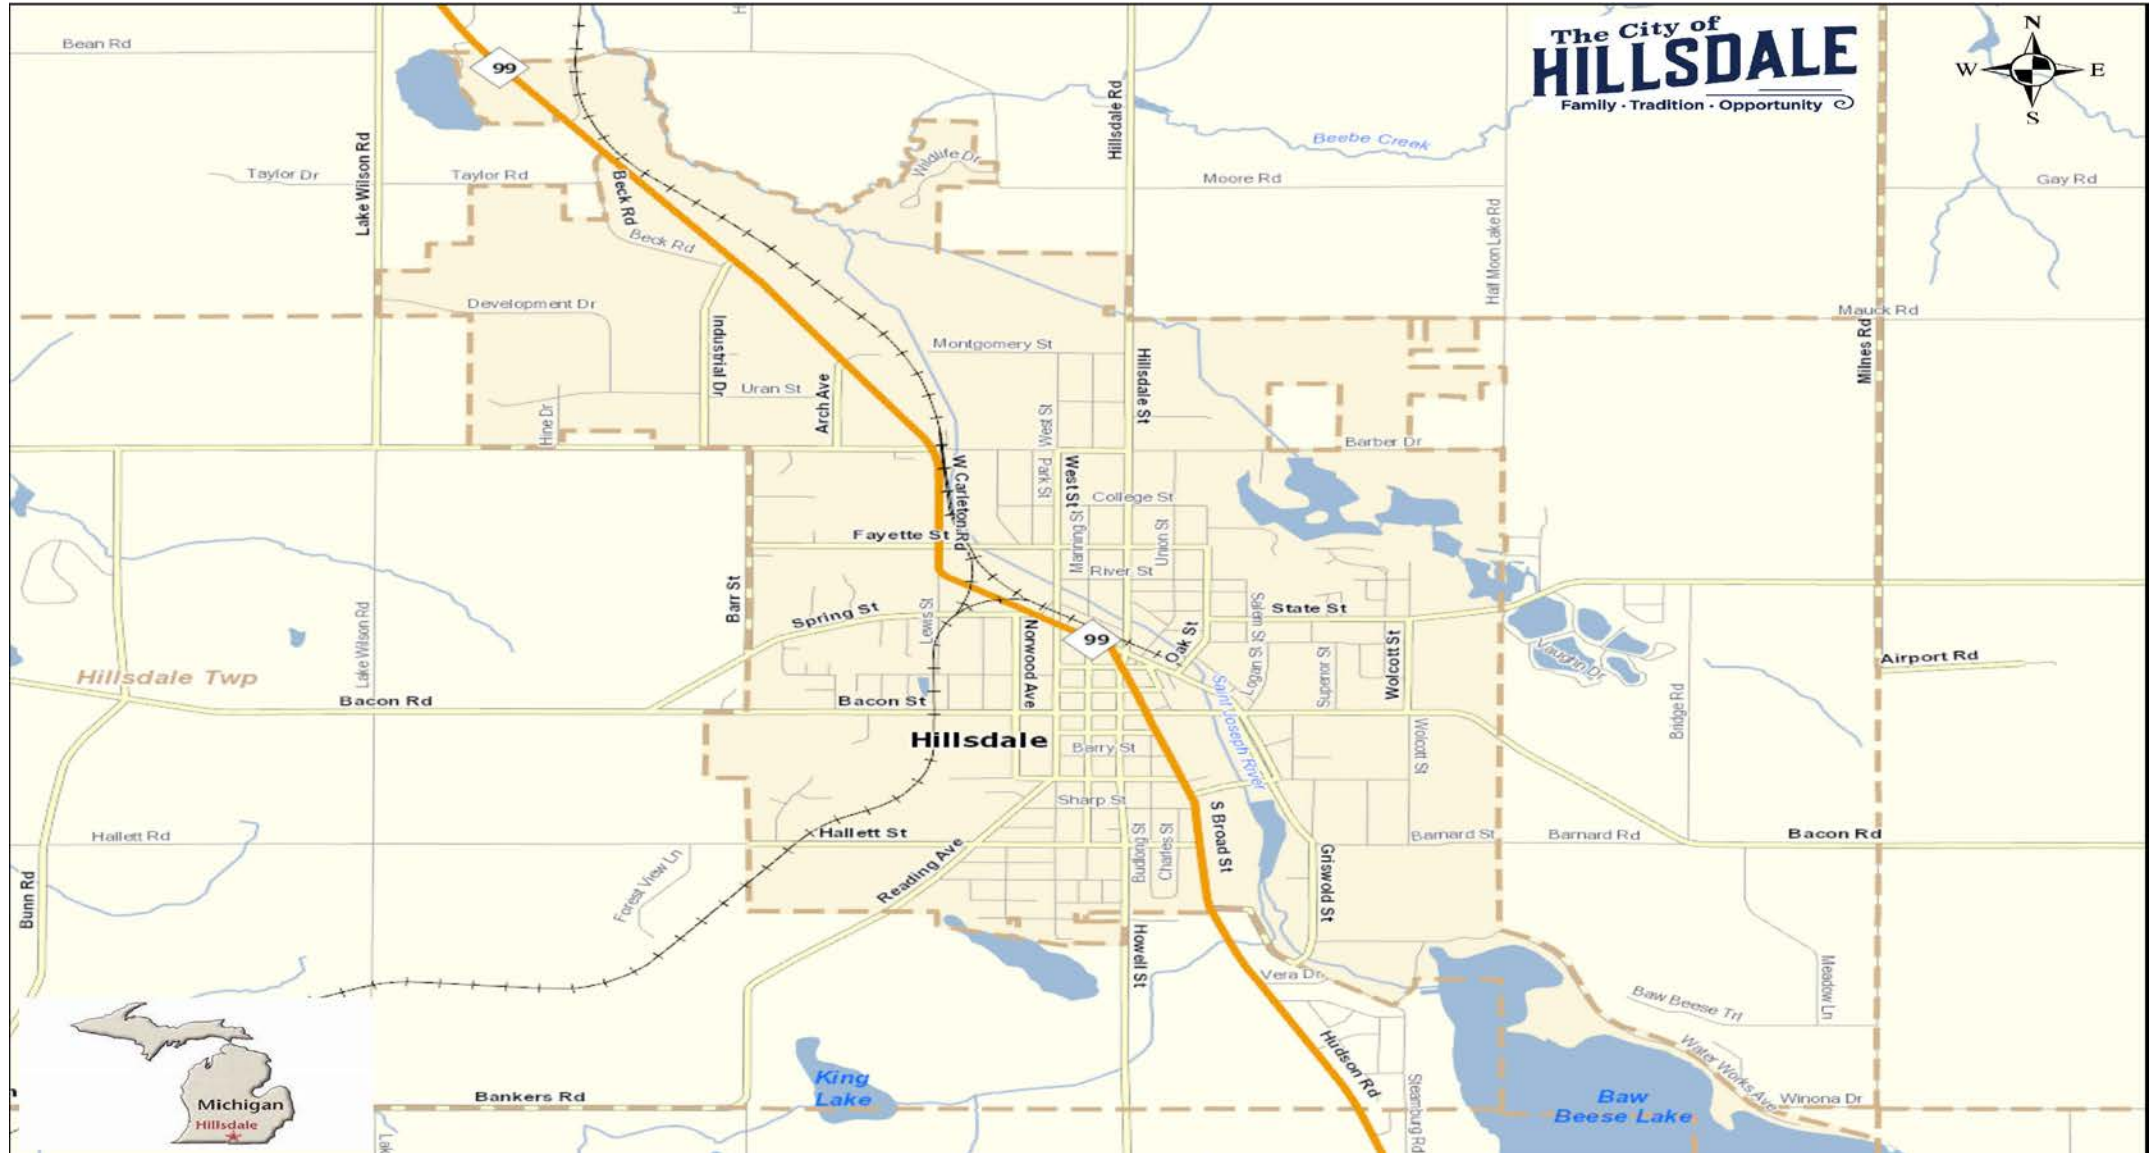 The City of
HILLSDALE
Family · Tradition · Opportunity
N
W
E
S
Bean Rd
99
Hillsdale Rd
Lake Wilson Rd
Beebe Creek
Wildlife Dr
Taylor Dr
Taylor Rd
Moore Rd
Gay Rd
Beck Rd
Beck Rd
Half Moon Lake Rd
Development Dr
Mauck Rd
Milnes Rd
Industrial Dr
Montgomery St
Hillsdale St
Uran St
Arch Ave
Hine Dr
West St
Barber Dr
W Carleton Rd
Park St
West St
College St
Manning St
Union St
Fayette St
River St
Barr St
Lake Wilson Rd
Spring St
Lewis St
Norwood Ave
99
Oak St
Salem St
State St
Logan St
Superior St
Wolcott St
Vaughn Dr
Airport Rd
Hillsdale Twp
Bacon Rd
Bacon St
Saint Joseph River
Bridge Rd
Hillsdale
Barry St
Wolcott St
Sharp St
Hallett Rd
Hallett St
Reading Ave
Budlong St
Charles St
S Broad St
Barnard St
Barnard Rd
Bacon Rd
Forest View Ln
Bunn Rd
Griswold St
Howell St
Vera Dr
Meadow Ln
Baw Beese Trl
Hudson Rd
Water Works Ave
Steamburg Rd
Winona Dr
King
Lake
Baw
Beese Lake
Bankers Rd
Michigan
Hillsdale